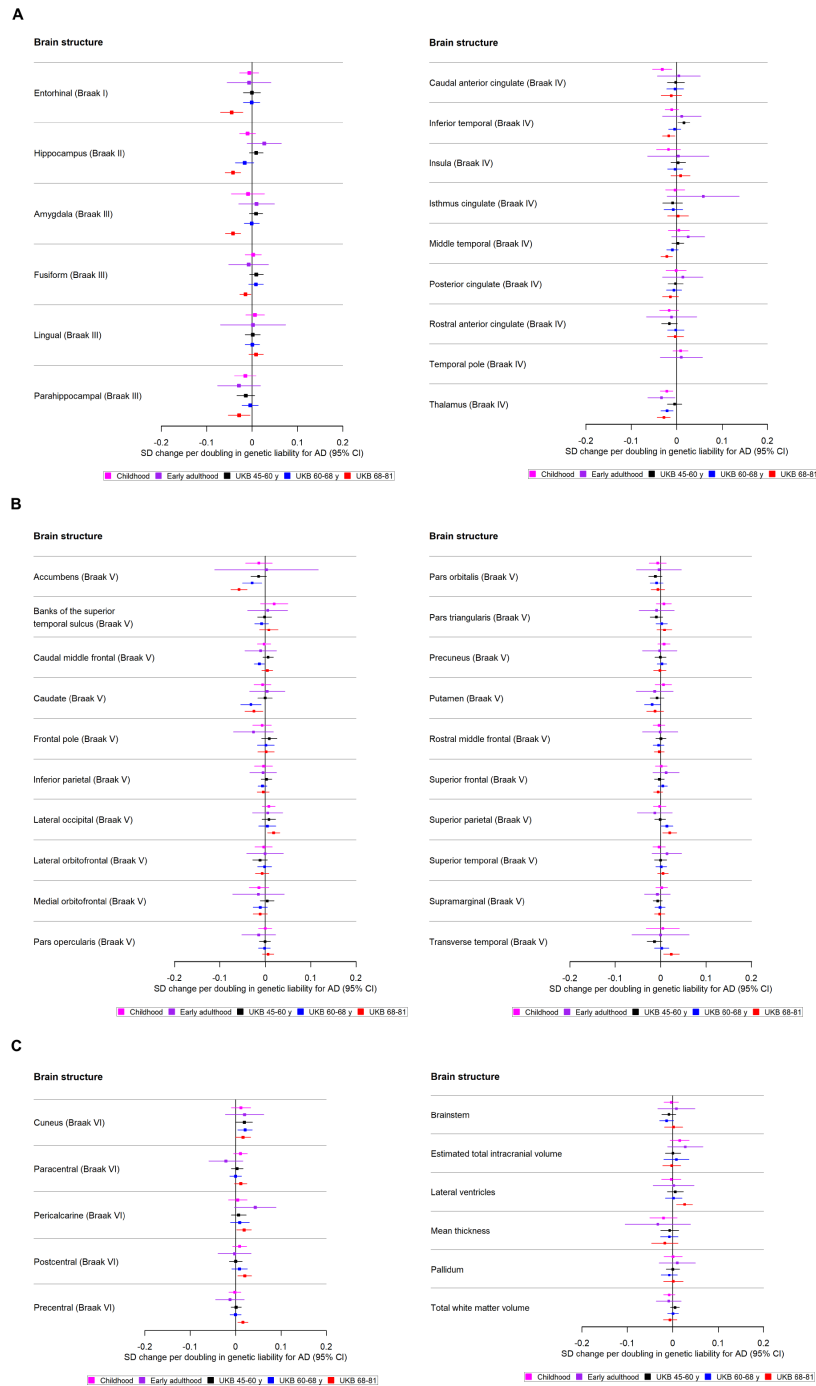 A
Brain structure
Entorhinal (Braak I)
Hippocampus (Braak II)
Amygdala (Braak III)
Fusiform (Braak III)
Lingual (Braak III)
Parahippocampal (Braak III)
-0.2 -0.1 0 0.1 0.2
SD change per doubling in genetic liability for AD (95% CI)
Childhood Early adulthood UKB 45-60 y UKB 60-68 y UKB 68-81
Brain structure
Caudal anterior cingulate (Braak IV)
Inferior temporal (Braak IV)
Insula (Braak IV)
Isthmus cingulate (Braak IV)
Middle temporal (Braak IV)
Posterior cingulate (Braak IV)
Rostral anterior cingulate (Braak IV)
Temporal pole (Braak IV)
Thalamus (Braak IV)
-0.2 -0.1 0 0.1 0.2
SD change per doubling in genetic liability for AD (95% CI)
Childhood Early adulthood UKB 45-60 y UKB 60-68 y UKB 68-81
B
Brain structure
Accumbens (Braak V)
Banks of the superior
temporal sulcus (Braak V)
Caudal middle frontal (Braak V)
Caudate (Braak V)
Frontal pole (Braak V)
Inferior parietal (Braak V)
Lateral occipital (Braak V)
Lateral orbitofrontal (Braak V)
Medial orbitofrontal (Braak V)
Pars opercularis (Braak V)
-0.2 -0.1 0 0.1 0.2
SD change per doubling in genetic liability for AD (95% CI)
Childhood Early adulthood UKB 45-60 y UKB 60-68 y UKB 68-81
Brain structure
Pars orbitalis (Braak V)
Pars triangularis (Braak V)
Precuneus (Braak V)
Putamen (Braak V)
Rostral middle frontal (Braak V)
Superior frontal (Braak V)
Superior parietal (Braak V)
Superior temporal (Braak V)
Supramarginal (Braak V)
Transverse temporal (Braak V)
-0.2 -0.1 0 0.1 0.2
SD change per doubling in genetic liability for AD (95% CI)
Childhood Early adulthood UKB 45-60 y UKB 60-68 y UKB 68-81
C
Brain structure
Cuneus (Braak VI)
Paracentral (Braak VI)
Pericalcarine (Braak VI)
Postcentral (Braak VI)
Precentral (Braak VI)
-0.2 -0.1 0 0.1 0.2
SD change per doubling in genetic liability for AD (95% CI)
Childhood Early adulthood UKB 45-60 y UKB 60-68 y UKB 68-81
Brain structure
Brainstem
Estimated total intracranial volume
Lateral ventricles
Mean thickness
Pallidum
Total white matter volume
-0.2 -0.1 0 0.1 0.2
SD change per doubling in genetic liability for AD (95% CI)
Childhood Early adulthood UKB 45-60 y UKB 60-68 y UKB 68-81